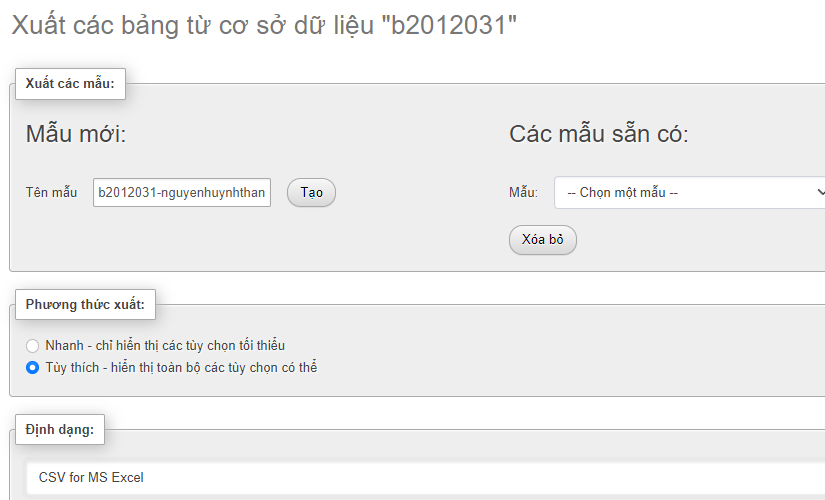 Xuất các bảng từ cơ sở dữ liệu "b2012031"
Xuất các mẫu:
Mẫu mới:
Các mẫu sẵn có:
Tên mẫu b2012031-nguyenhuynhthan Tạo
Mẫu: -- Chọn một mẫu --
Xóa bỏ
Phương thức xuất:
Nhanh - chỉ hiển thị các tùy chọn tối thiểu
Tùy thích - hiển thị toàn bộ các tùy chọn có thể
Định dạng:
CSV for MS Excel